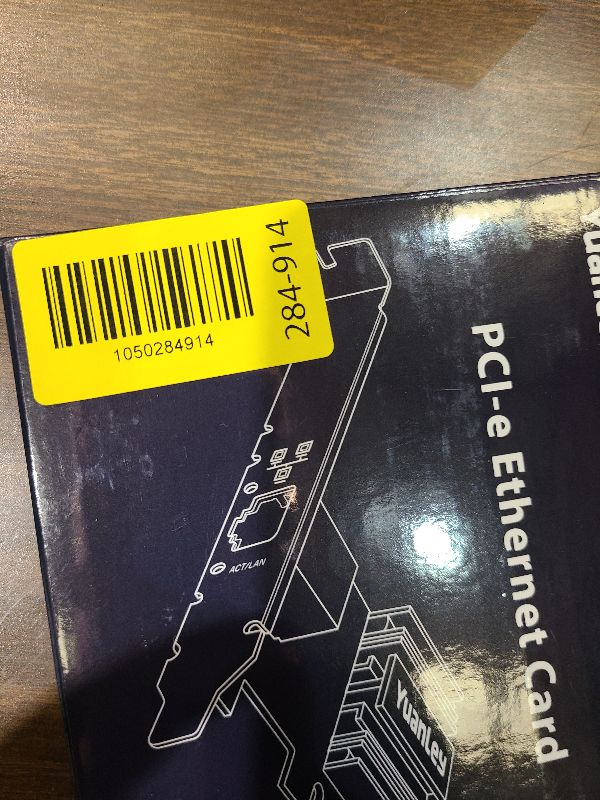 1050284914
284-914
PCI-e Ethernet Card
ACT/LAN
YuanLey